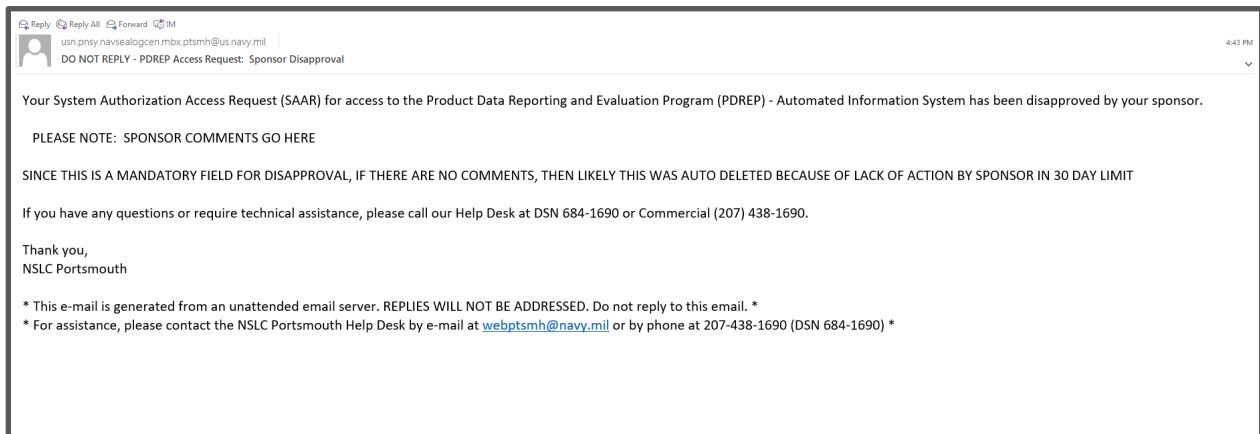 Reply Reply All Forward IM
usn.pnsy.navsealogcen.mbx.ptsmh@us.navy.mil
4:43 PM
DO NOT REPLY - PDREP Access Request: Sponsor Disapproval
Your System Authorization Access Request (SAAR) for access to the Product Data Reporting and Evaluation Program (PDREP) - Automated Information System has been disapproved by your sponsor.
PLEASE NOTE: SPONSOR COMMENTS GO HERE
SINCE THIS IS A MANDATORY FIELD FOR DISAPPROVAL, IF THERE ARE NO COMMENTS, THEN LIKELY THIS WAS AUTO DELETED BECAUSE OF LACK OF ACTION BY SPONSOR IN 30 DAY LIMIT
If you have any questions or require technical assistance, please call our Help Desk at DSN 684-1690 or Commercial (207) 438-1690.
Thank you,
NSLC Portsmouth
* This e-mail is generated from an unattended email server. REPLIES WILL NOT BE ADDRESSED. Do not reply to this email. *
* For assistance, please contact the NSLC Portsmouth Help Desk by e-mail at webptsmh@navy.mil or by phone at 207-438-1690 (DSN 684-1690) *